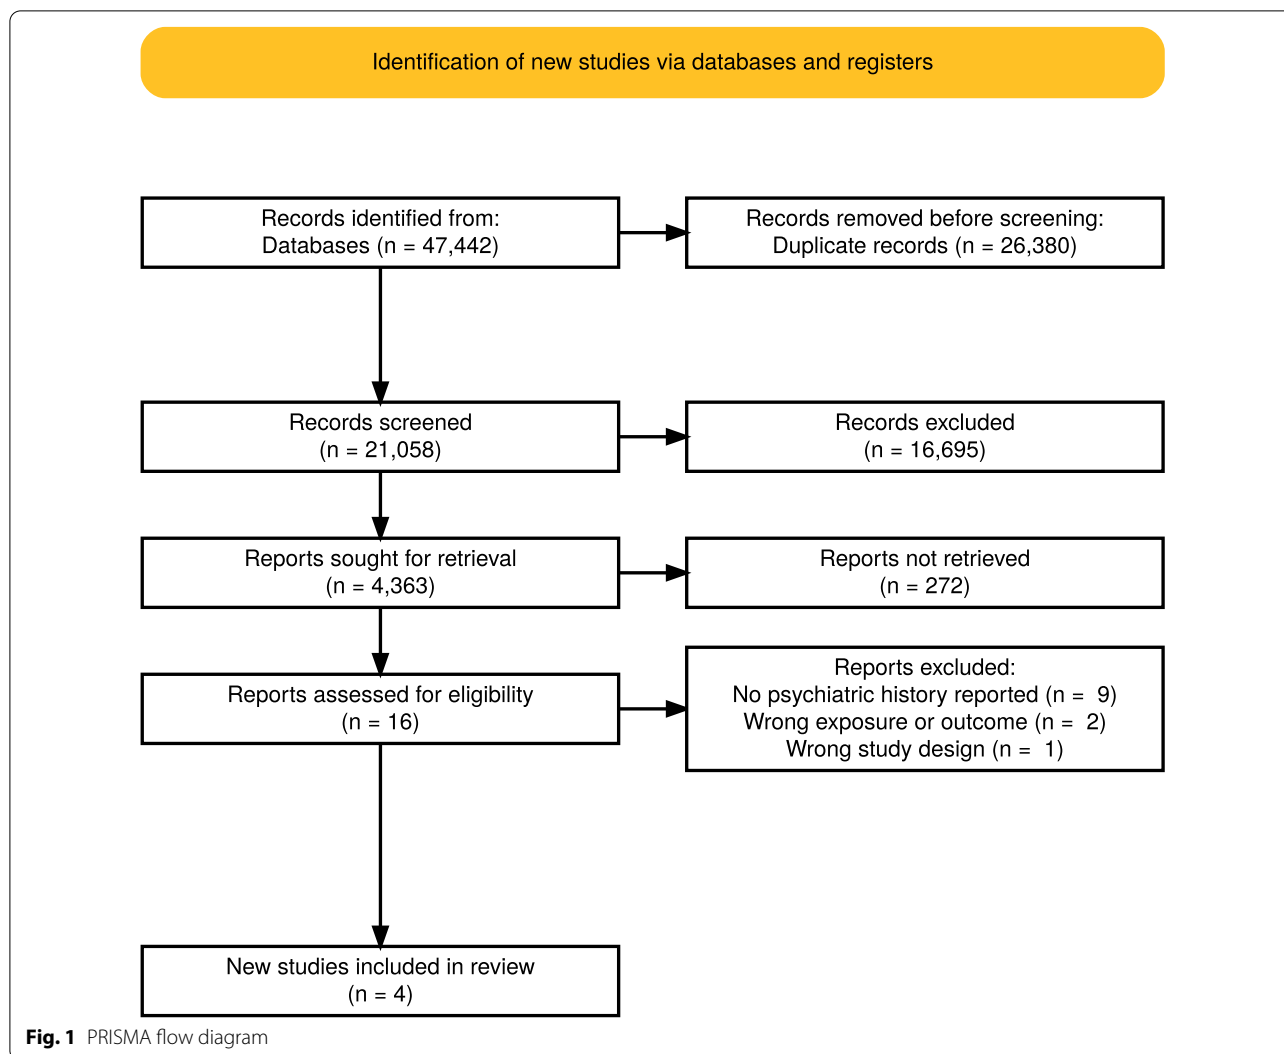 Identification of new studies via databases and registers
Records identified from:
Databases (n = 47,442)
Records removed before screening:
Duplicate records (n = 26,380)
Records screened
(n = 21,058)
Records excluded
(n = 16,695)
Reports sought for retrieval
(n = 4,363)
Reports not retrieved
(n = 272)
Reports assessed for eligibility
(n = 16)
Reports excluded:
No psychiatric history reported (n =  9)
Wrong exposure or outcome (n =  2)
Wrong study design (n =  1)
New studies included in review
(n = 4)
Fig. 1 PRISMA flow diagram